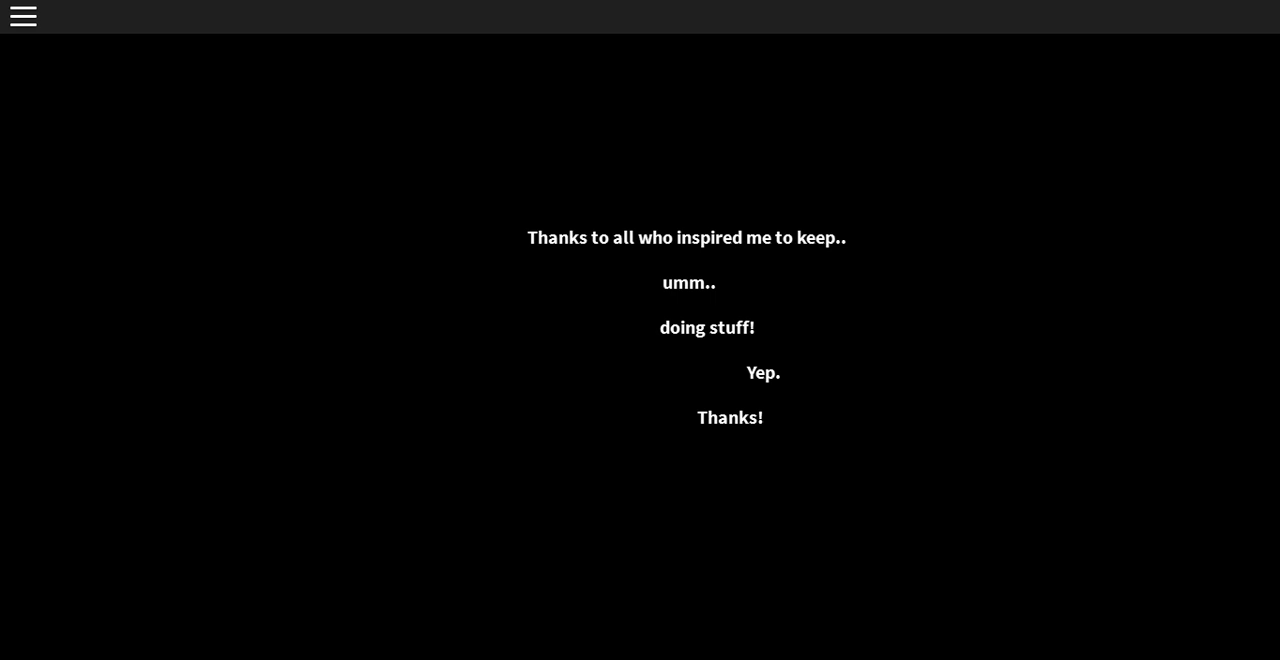 Thanks to all who inspired me to keep..
umm..
doing stuff!
Yep.
Thanks!